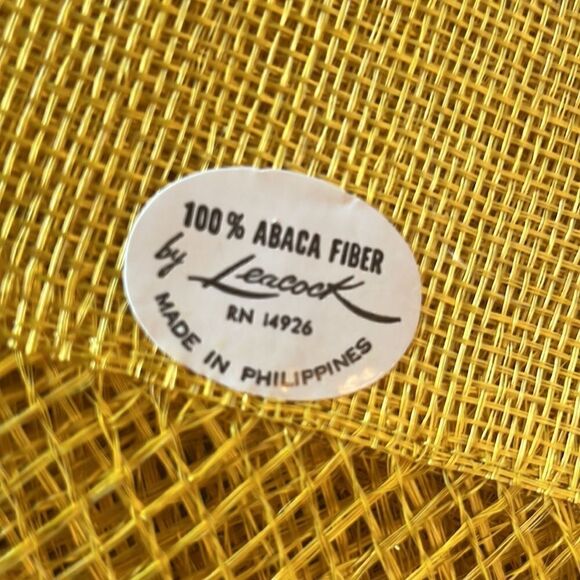 100% ABACA FIBER
by Leacock
RN 14926
MADE IN PHILIPPINES